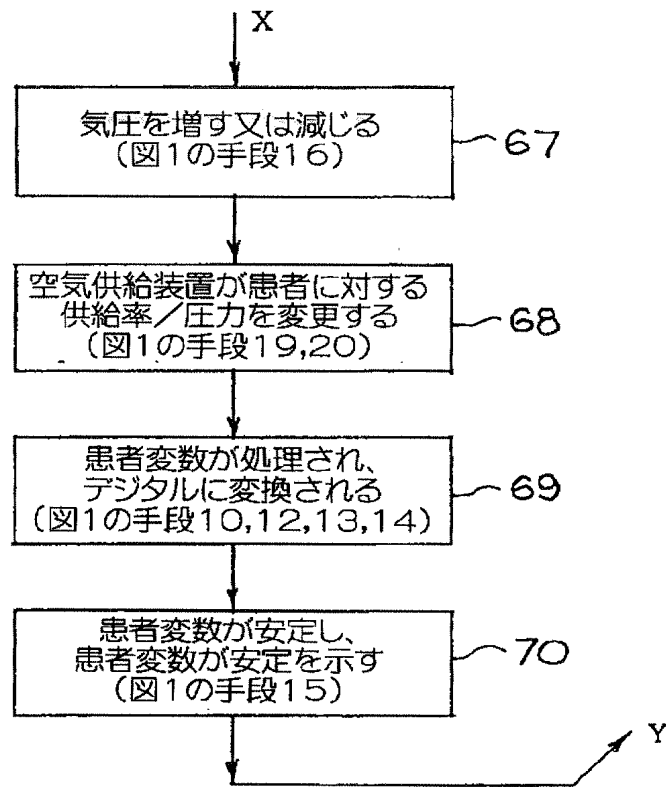 X
気圧を増す又は減じる
(図1の手段16)
67
空気供給装置が患者に対する
供給率/圧力を変更する
(図1の手段19,20)
68
患者変数が処理され、
デジタルに変換される
(図1の手段10,12,13,14)
69
患者変数が安定し、
患者変数が安定を示す
(図1の手段15)
70
Y